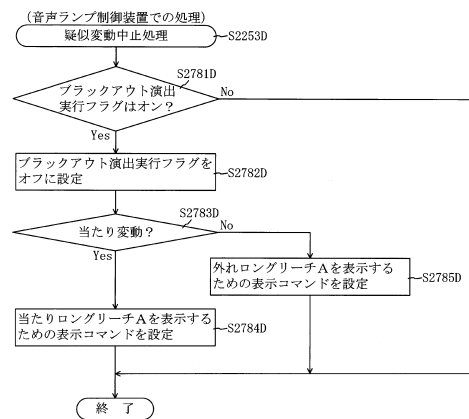 (音声ランプ制御装置での処理)
疑似変動中止処理
S2253D
S2781D
ブラックアウト演出
実行フラグはオン？
No
Yes
ブラックアウト演出実行フラグを
オフに設定
S2782D
S2783D
当たり変動？
No
Yes
外れロングリーチAを表示する
ための表示コマンドを設定
S2785D
当たりロングリーチAを表示する
ための表示コマンドを設定
S2784D
終 了